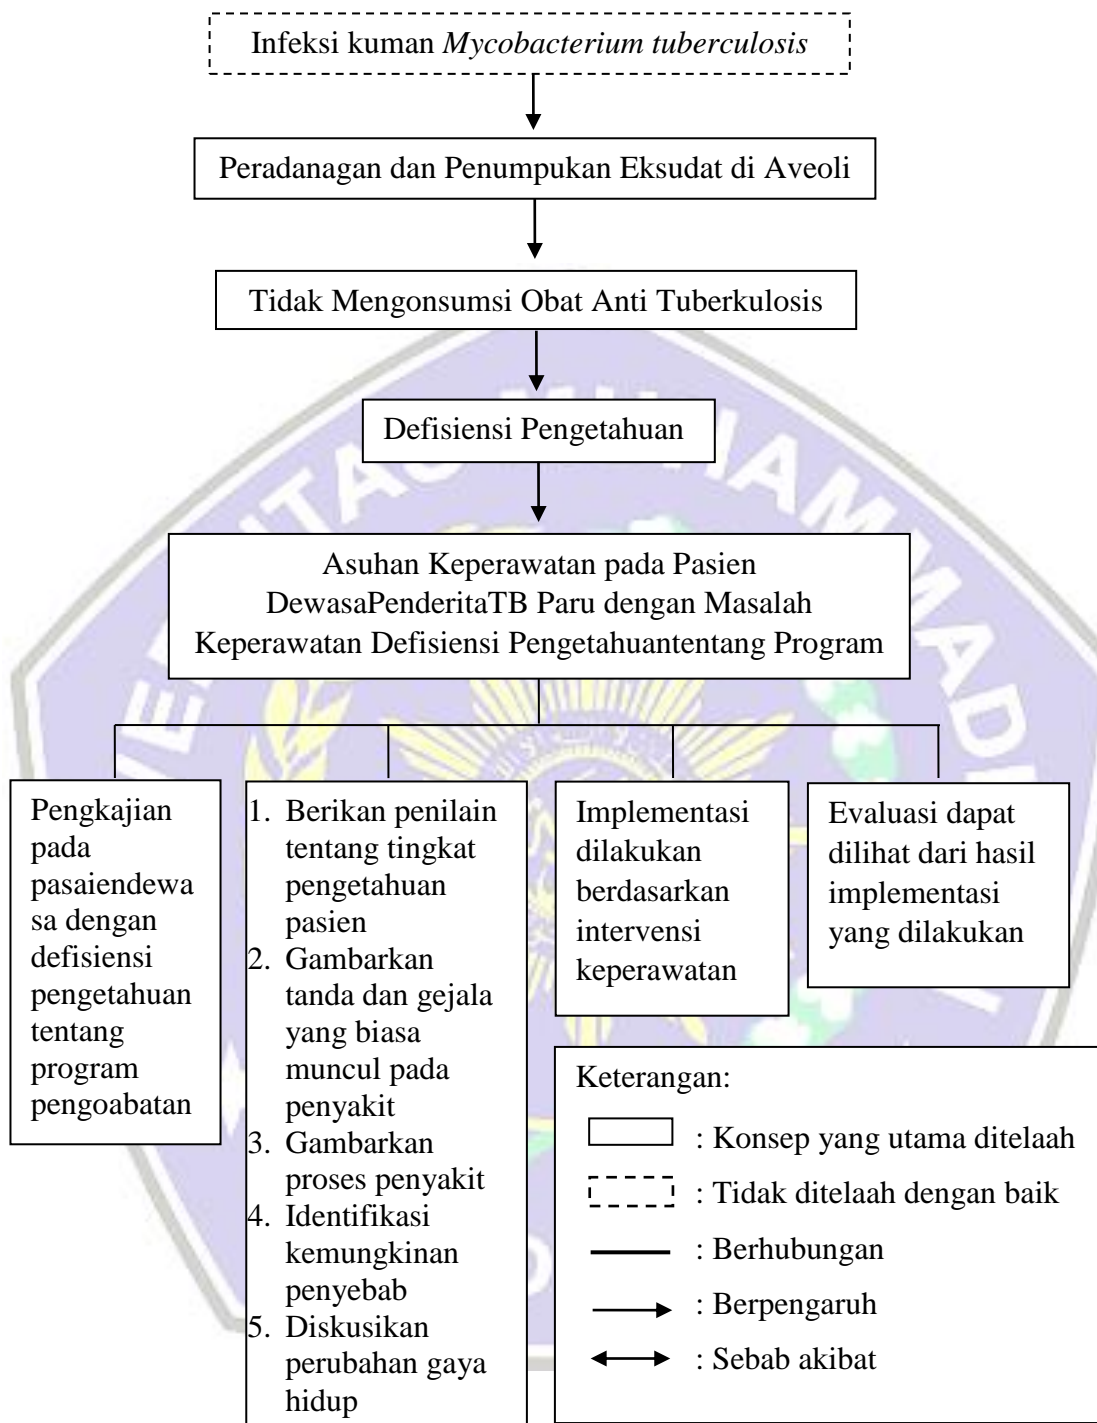 Infeksi kuman Mycobacterium tuberculosis
Peradanagan dan Penumpukan Eksudat di Aveoli
Tidak Mengonsumsi Obat Anti Tuberkulosis
Defisiensi Pengetahuan
Asuhan Keperawatan pada Pasien
DewasaPenderitaTB Paru dengan Masalah
Keperawatan Defisiensi Pengetahuantentang Program
Pengkajian
pada
pasaiendewa
sa dengan
defisiensi
pengetahuan
tentang
program
pengoabatan
1. Berikan penilain
tentang tingkat
pengetahuan
pasien
2. Gambarkan
tanda dan gejala
yang biasa
muncul pada
penyakit
3. Gambarkan
proses penyakit
4. Identifikasi
kemungkinan
penyebab
5. Diskusikan
perubahan gaya
hidup
Implementasi
dilakukan
berdasarkan
intervensi
keperawatan
Evaluasi dapat
dilihat dari hasil
implementasi
yang dilakukan
Keterangan:
: Konsep yang utama ditelaah
: Tidak ditelaah dengan baik
: Berhubungan
: Berpengaruh
: Sebab akibat